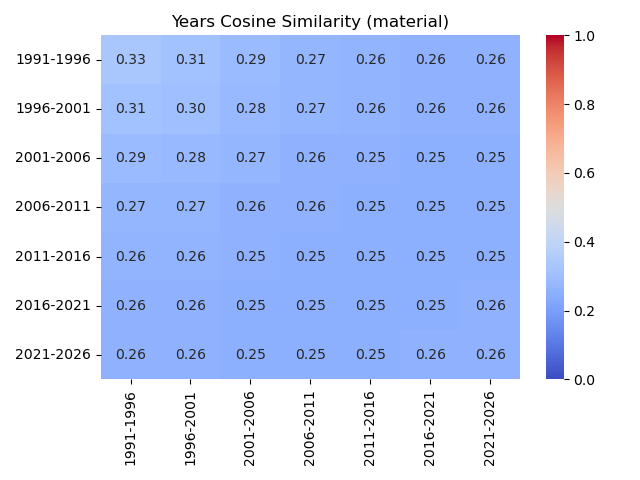 Years Cosine Similarity (material)
1991-1996 0.33 0.31 0.29 0.27 0.26 0.26 0.26
1996-2001 0.31 0.30 0.28 0.27 0.26 0.26 0.26
2001-2006 0.29 0.28 0.27 0.26 0.25 0.25 0.25
2006-2011 0.27 0.27 0.26 0.26 0.25 0.25 0.25
2011-2016 0.26 0.26 0.25 0.25 0.25 0.25 0.25
2016-2021 0.26 0.26 0.25 0.25 0.25 0.25 0.26
2021-2026 0.26 0.26 0.25 0.25 0.25 0.26 0.26
1991-1996 1996-2001 2001-2006 2006-2011 2011-2016 2016-2021 2021-2026
1.0
0.8
0.6
0.4
0.2
0.0